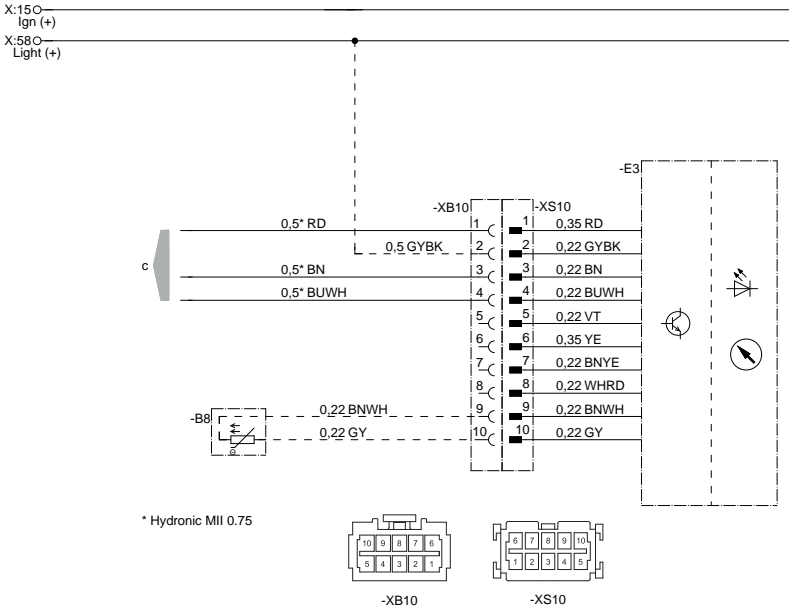 X:15
Ign (+)
X:58
Light (+)
-E3
-XB10
-XS10
0,5* RD
1
1
0,35 RD
0,5 GYBK
2
2
0,22 GYBK
c
0,5* BN
3
3
0,22 BN
0,5* BUWH
4
4
0,22 BUWH
5
5
0,22 VT
6
6
0,35 YE
7
7
0,22 BNYE
8
8
0,22 WHRD
-B8
0,22 BNWH
9
9
0,22 BNWH
0,22 GY
10
10
0,22 GY
* Hydronic MII 0.75
10 9 8 7 6
5 4 3 2 1
-XB10
6 7 8 9 10
1 2 3 4 5
-XS10